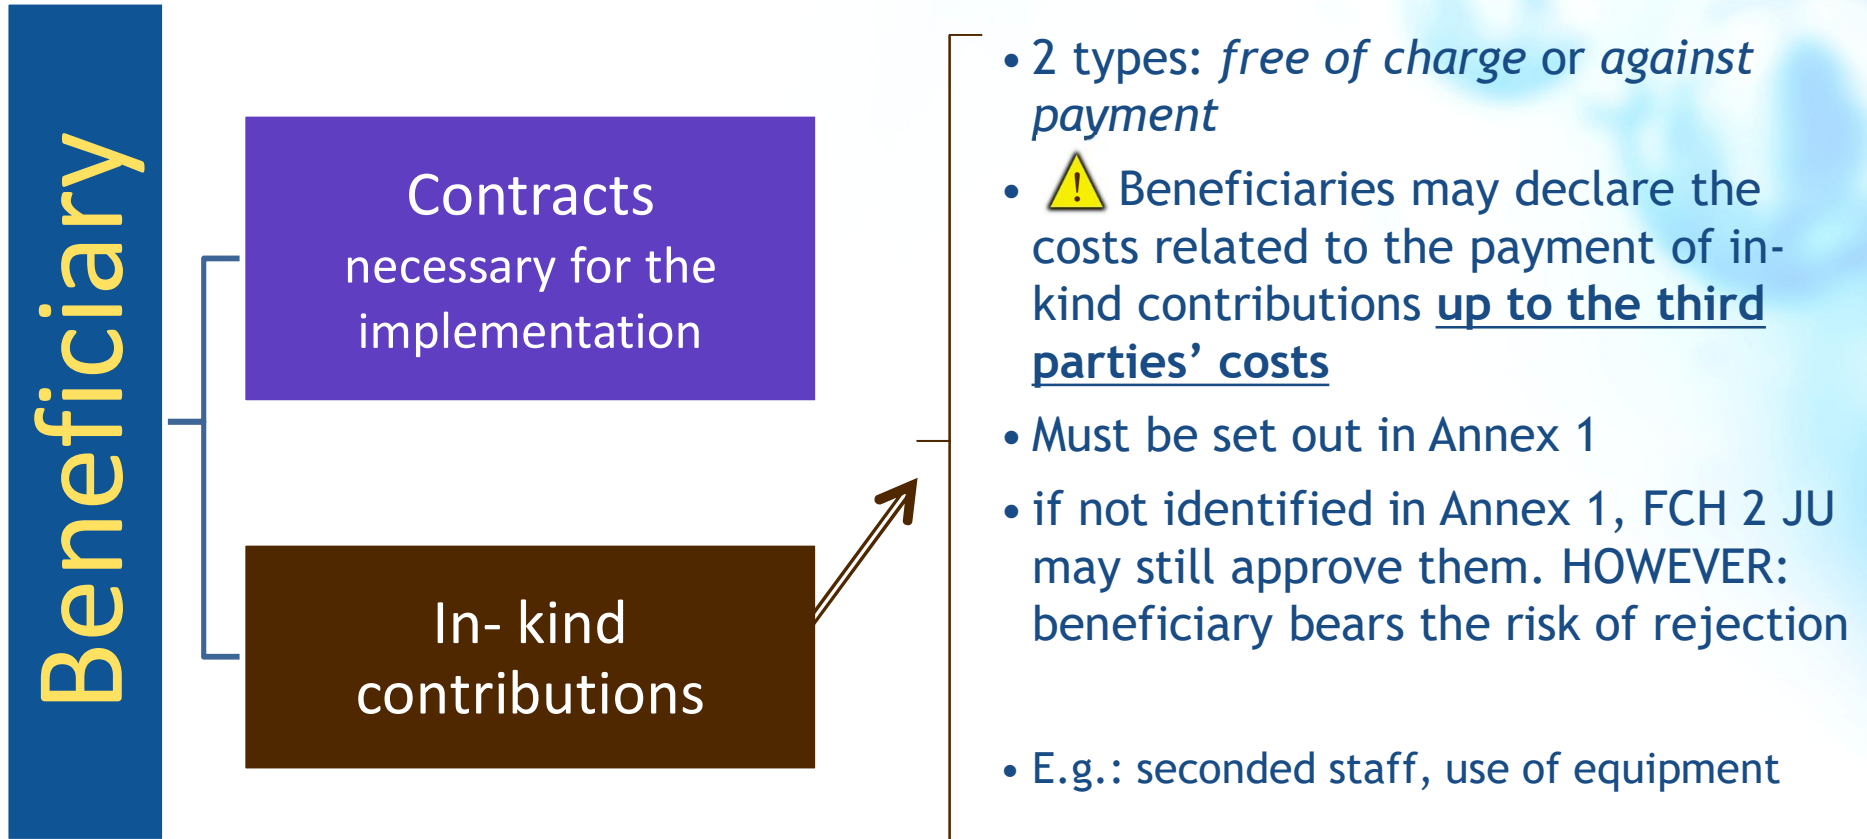 Beneficiary
Contracts
necessary for the
implementation
In- kind
contributions
• 2 types: free of charge or against
payment
• ! Beneficiaries may declare the
costs related to the payment of in-
kind contributions up to the third
parties’ costs
• Must be set out in Annex 1
• if not identified in Annex 1, FCH 2 JU
may still approve them. HOWEVER:
beneficiary bears the risk of rejection
• E.g.: seconded staff, use of equipment